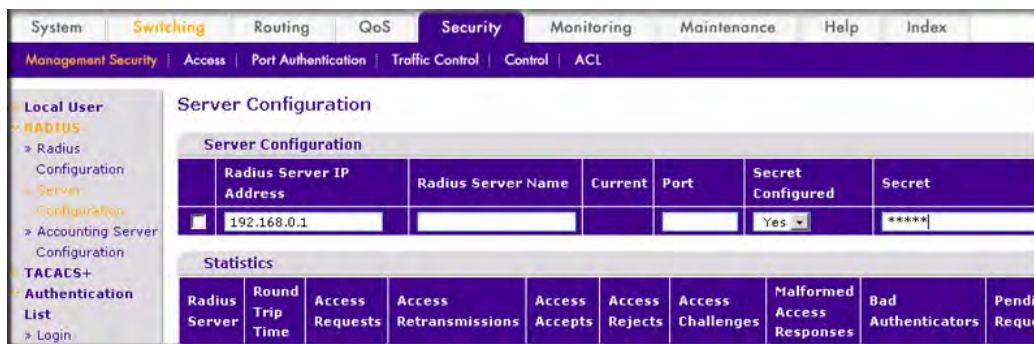 System Switching Routing QoS Security Monitoring Maintenance Help Index
Management Security | Access | Port Authentication | Traffic Control | Control | ACL
Local User
RADIUS
» Radius
Configuration
» Server
Configuration
» Accounting Server
Configuration
TACACS+
Authentication
List
» Login
Server Configuration
Server Configuration
Radius Server IP
Address
Radius Server Name
Current
Port
Secret
Configured
Secret
192.168.0.1
Yes
*****
Statistics
Radius
Server
Round
Trip
Time
Access
Requests
Access
Retransmissions
Access
Accepts
Access
Rejects
Access
Challenges
Malformed
Access
Responses
Bad
Authenticators
Pendi
Reque